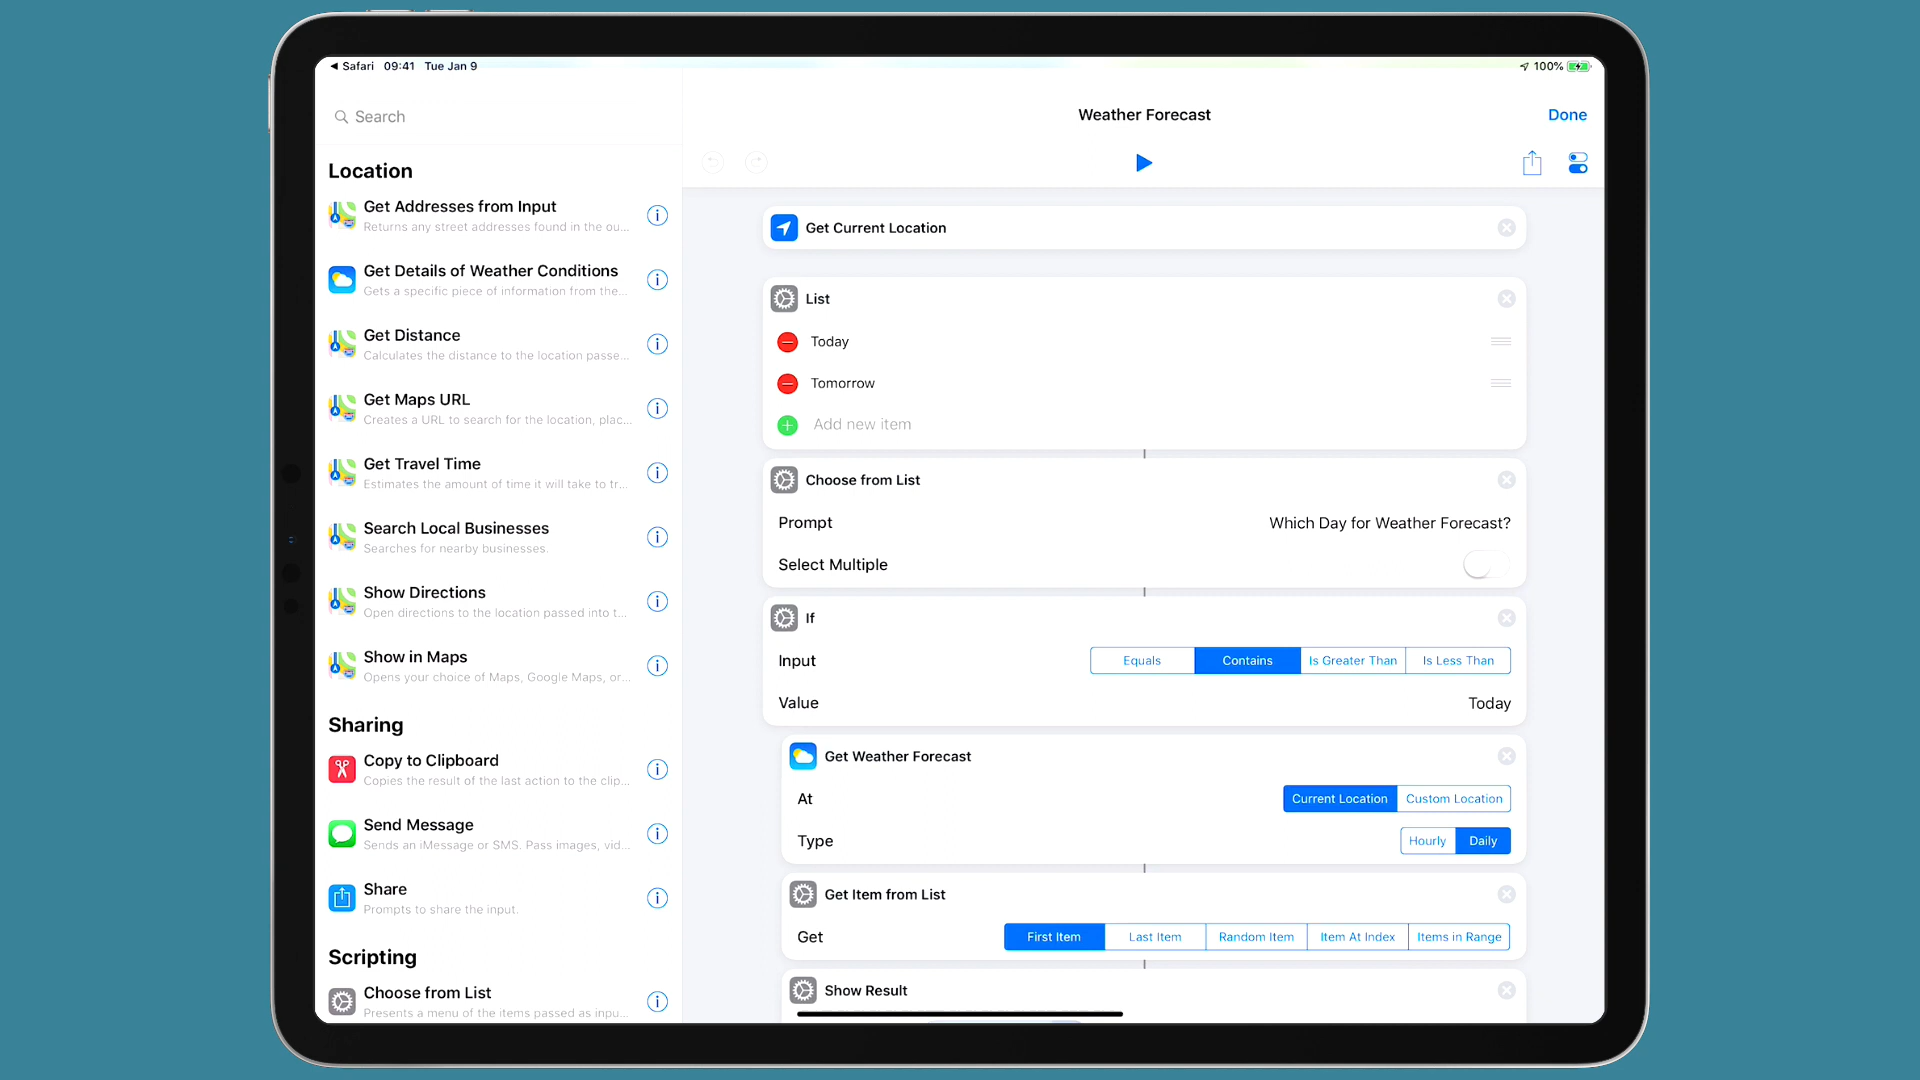 ◀ Safari 09:41 Tue Jan 9
100%
Search
Location
Get Addresses from Input
Returns any street addresses found in the ou...
Get Details of Weather Conditions
Gets a specific piece of information from the...
Get Distance
Calculates the distance to the location passe...
Get Maps URL
Creates a URL to search for the location, plac...
Get Travel Time
Estimates the amount of time it will take to tr...
Search Local Businesses
Searches for nearby businesses.
Show Directions
Open directions to the location passed into t...
Show in Maps
Opens your choice of Maps, Google Maps, or...
Sharing
Copy to Clipboard
Copies the result of the last action to the clip...
Send Message
Sends an iMessage or SMS. Pass images, vid...
Share
Prompts to share the input.
Scripting
Choose from List
Presents a menu of the items passed as inpu...
Weather Forecast
Done
Get Current Location
List
Today
Tomorrow
Add new item
Choose from List
Prompt Which Day for Weather Forecast?
Select Multiple
If
Input Equals Contains Is Greater Than Is Less Than
Value Today
Get Weather Forecast
At Current Location Custom Location
Type Hourly Daily
Get Item from List
Get First Item Last Item Random Item Item At Index Items in Range
Show Result